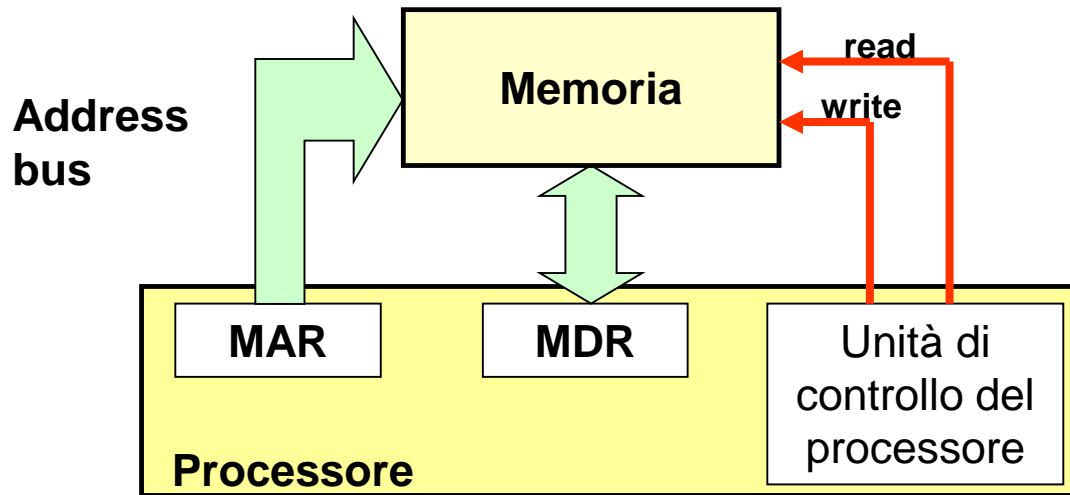 read
Memoria
write
Address
bus
MAR
MDR
Unità di
controllo del
processore
Processore